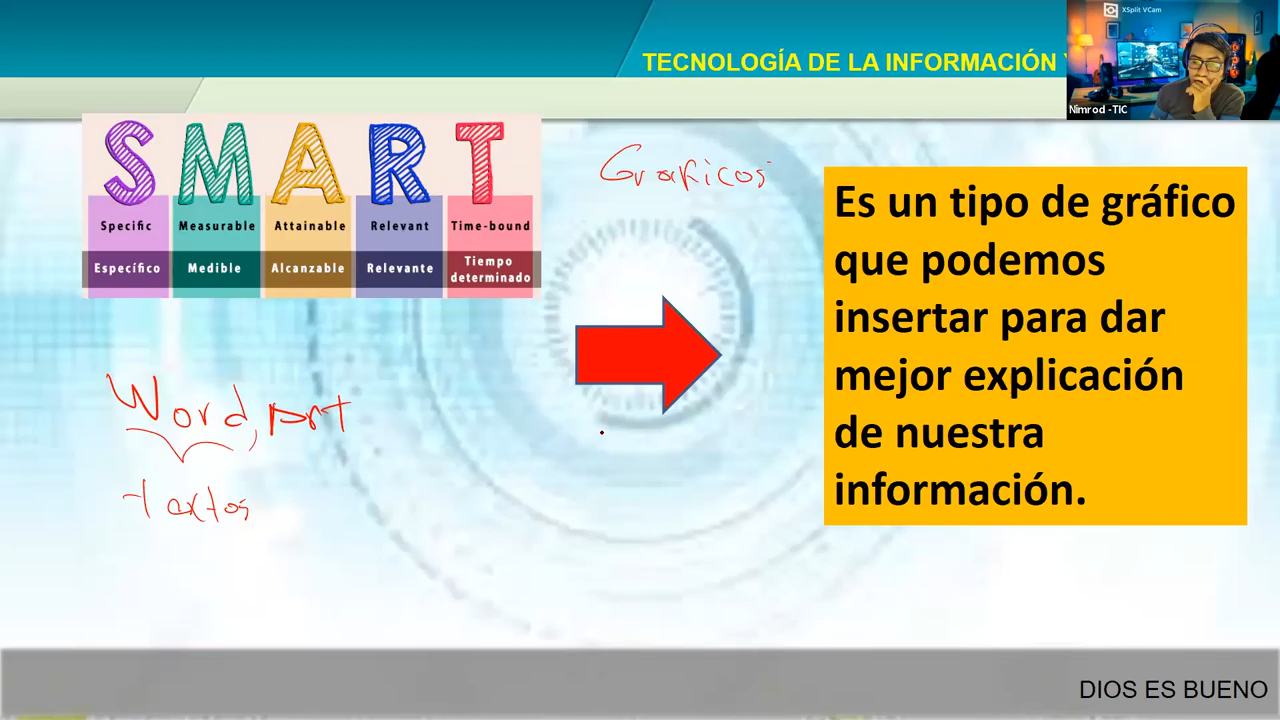 XSplit VCam
TECNOLOGÍA DE LA INFORMACIÓN Y
Nimrod -TIC
SMART
Specific Measurable Attainable Relevant Time-bound
Específico Medible Alcanzable Relevante Tiempo determinado
Graficos
Es un tipo de gráfico
que podemos
insertar para dar
mejor explicación
de nuestra
información.
Word, Art
textos
DIOS ES BUENO